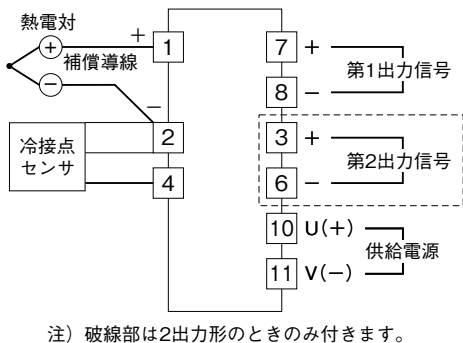 熱電対
+ 補償導線 + 1
− − 2
冷接点
センサ
4
7 +
第1出力信号
8 −
3 +
第2出力信号
6 −
10 U(+)
供給電源
11 V(−)
注）破線部は2出力形のときのみ付きます。